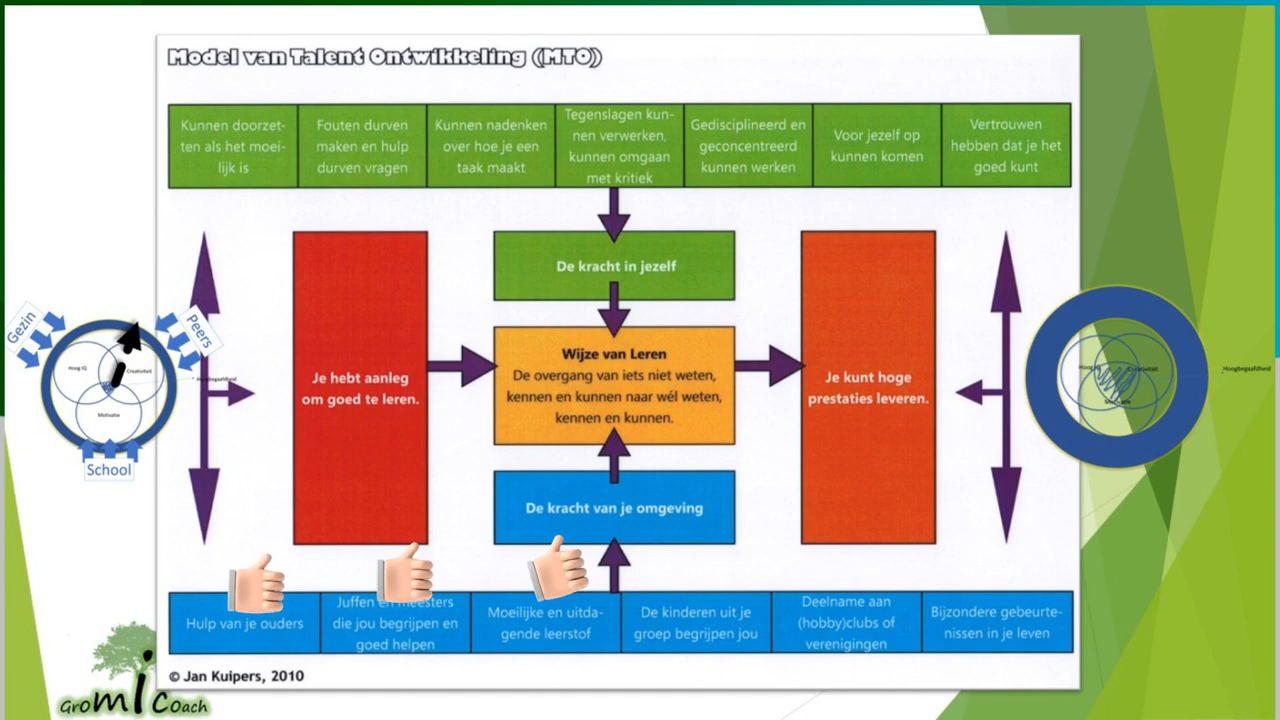 Model van Talent Ontwikkeling (MTO)
Kunnen doorzet-
ten als het moei-
lijk is
Fouten durven
maken en hulp
durven vragen
Kunnen nadenken
over hoe je een
taak maakt
Tegenslagen kun-
nen verwerken,
kunnen omgaan
met kritiek
Gedisciplineerd en
geconcentreerd
kunnen werken
Voor jezelf op
kunnen komen
Vertrouwen
hebben dat je het
goed kunt
De kracht in jezelf
Je hebt aanleg
om goed te leren.
Wijze van Leren
De overgang van iets niet weten,
kennen en kunnen naar wél weten,
kennen en kunnen.
Je kunt hoge
prestaties leveren.
De kracht van je omgeving
Gezin
Peers
Hoog IQ
Creativiteit
Motivatie
Hoogbegaafdheid
School
Hoog
Creativiteit
Motivatie
Hoogbegaafdheid
Hulp van je ouders
Juffen en meesters
die jou begrijpen en
goed helpen
Moeilijke en uitda-
gende leerstof
De kinderen uit je
groep begrijpen jou
Deelname aan
(hobby)clubs of
verenigingen
Bijzondere gebeurte-
nissen in je leven
© Jan Kuipers, 2010
GromiCoach